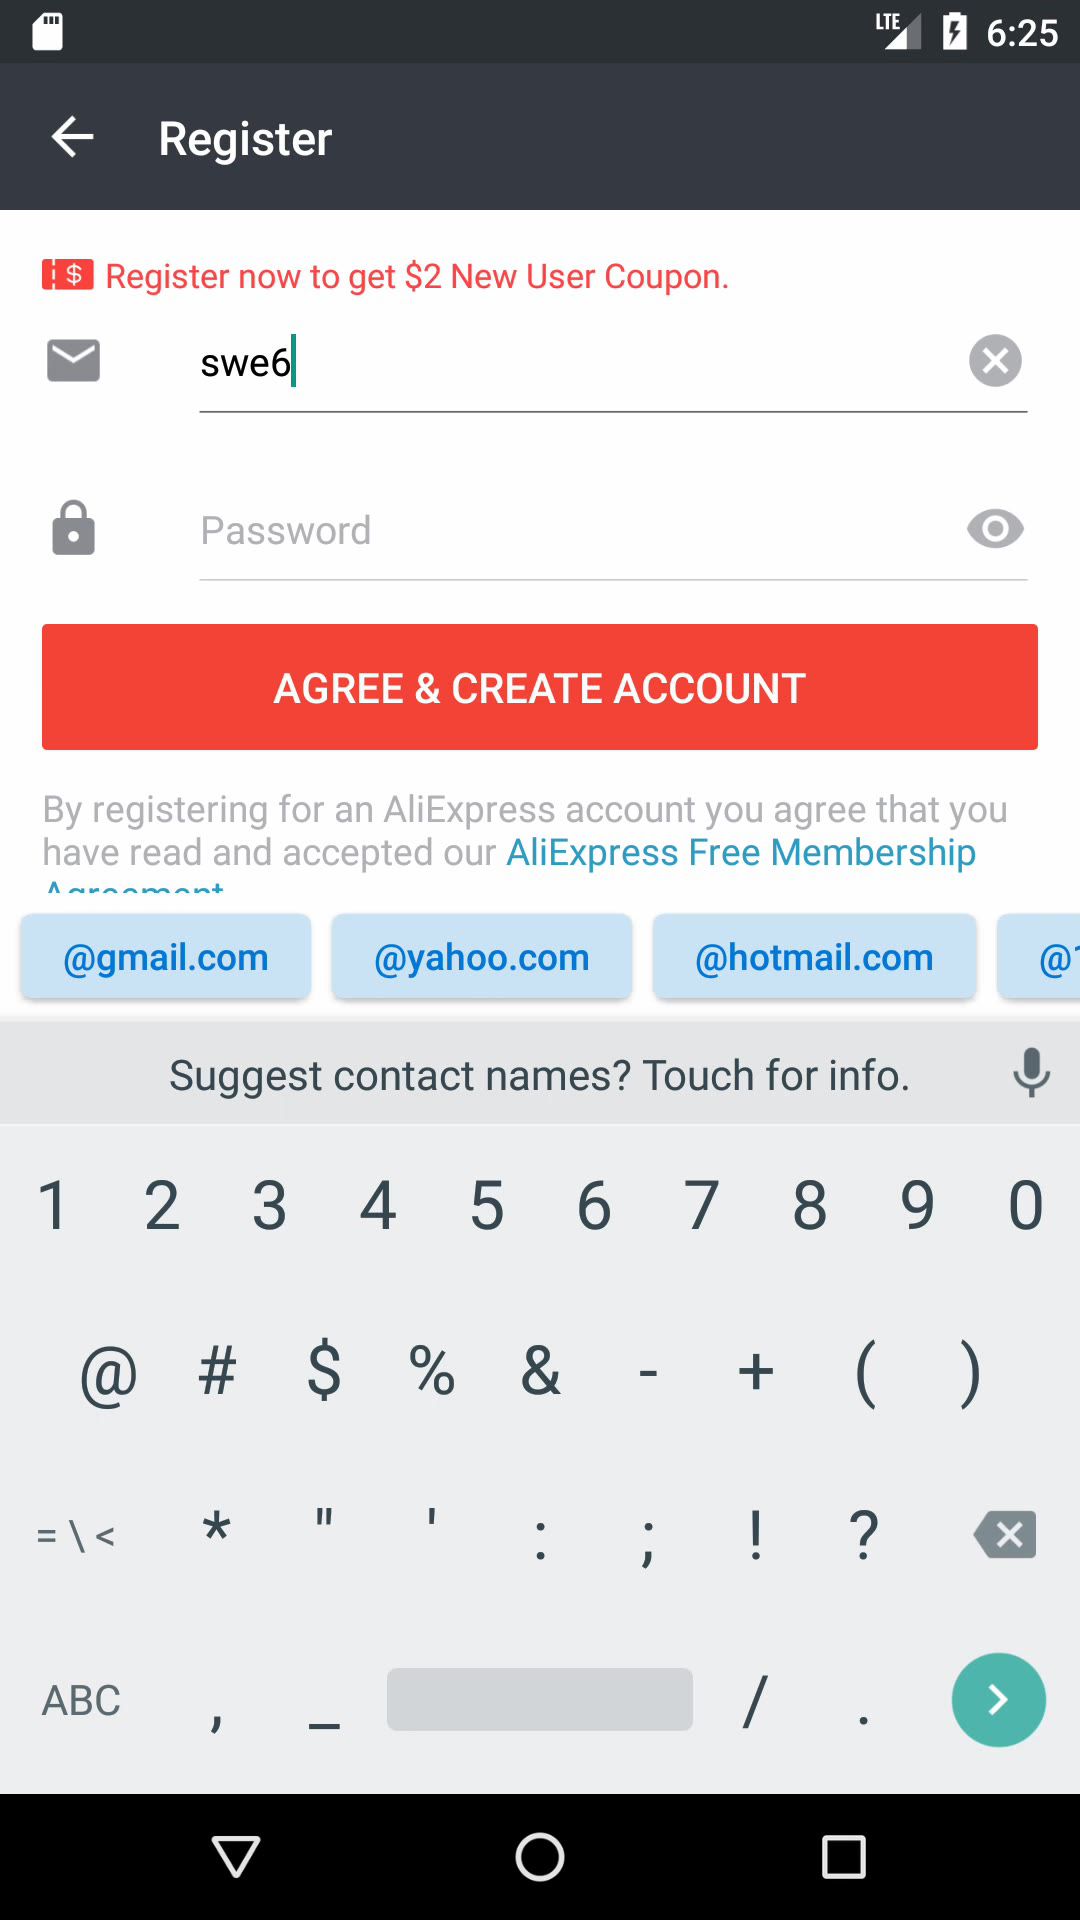 LTE 6:25
Register
$ Register now to get $2 New User Coupon.
swe6
Password
AGREE & CREATE ACCOUNT
By registering for an AliExpress account you agree that you
have read and accepted our AliExpress Free Membership
Agreement
@gmail.com @yahoo.com @hotmail.com @1
Suggest contact names? Touch for info.
1 2 3 4 5 6 7 8 9 0
@ # $ % & - + ( )
= \ < * " ' : ; ! ?
ABC , _ / .